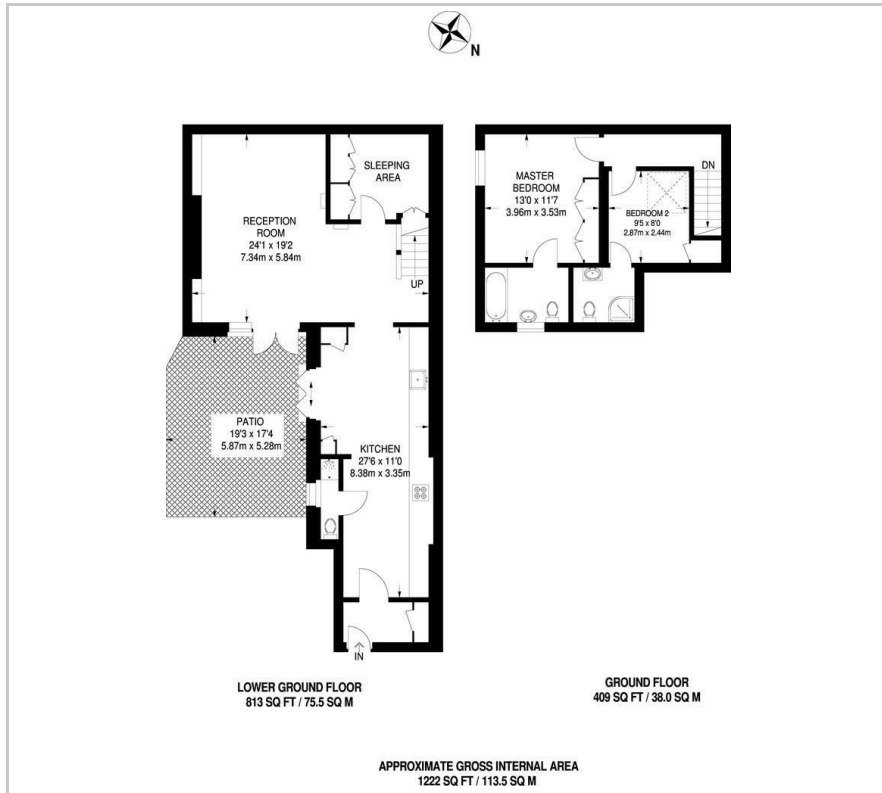 N
SLEEPING
AREA
RECEPTION
ROOM
24'1 x 19'2
7.34m x 5.84m
UP
PATIO
19'3 x 17'4
5.87m x 5.28m
KITCHEN
27'6 x 11'0
8.38m x 3.35m
IN
LOWER GROUND FLOOR
813 SQ FT / 75.5 SQ M
MASTER
BEDROOM
13'0 x 11'7
3.96m x 3.53m
DN
BEDROOM 2
9'5 x 8'0
2.87m x 2.44m
GROUND FLOOR
409 SQ FT / 38.0 SQ M
APPROXIMATE GROSS INTERNAL AREA
1222 SQ FT / 113.5 SQ M